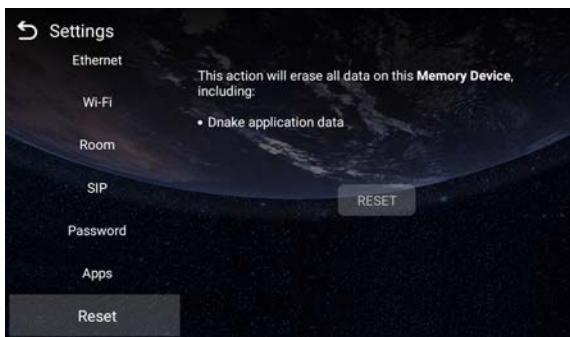 Settings
Ethernet
Wi-Fi
Room
SIP
Password
Apps
Reset
This action will erase all data on this Memory Device,
including:
• Dnake application data
RESET